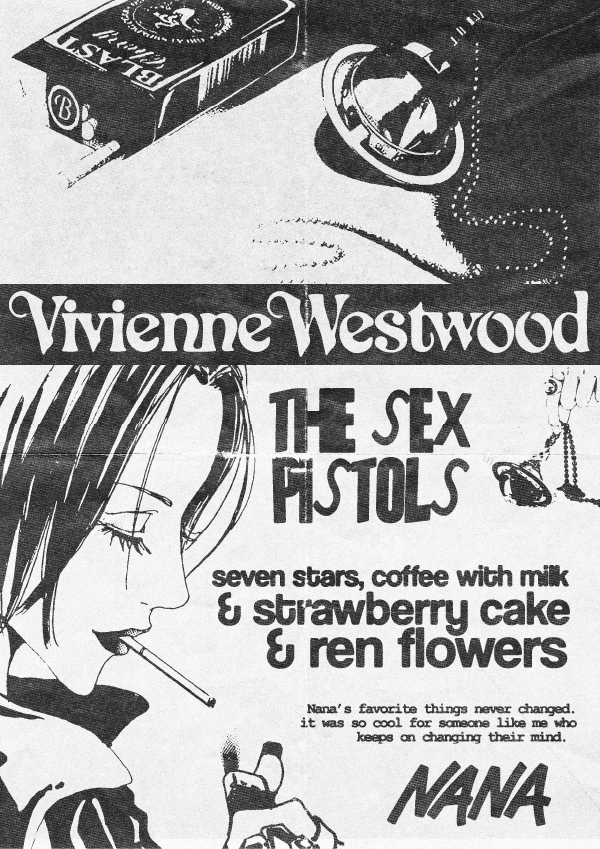 BLAST
Cherry
B
Vivienne Westwood
THE SEX
PISTOLS
seven stars, coffee with milk
& strawberry cake
& ren flowers
Nana's favorite things never changed.
it was so cool for someone like me who
keeps on changing their mind.
NANA